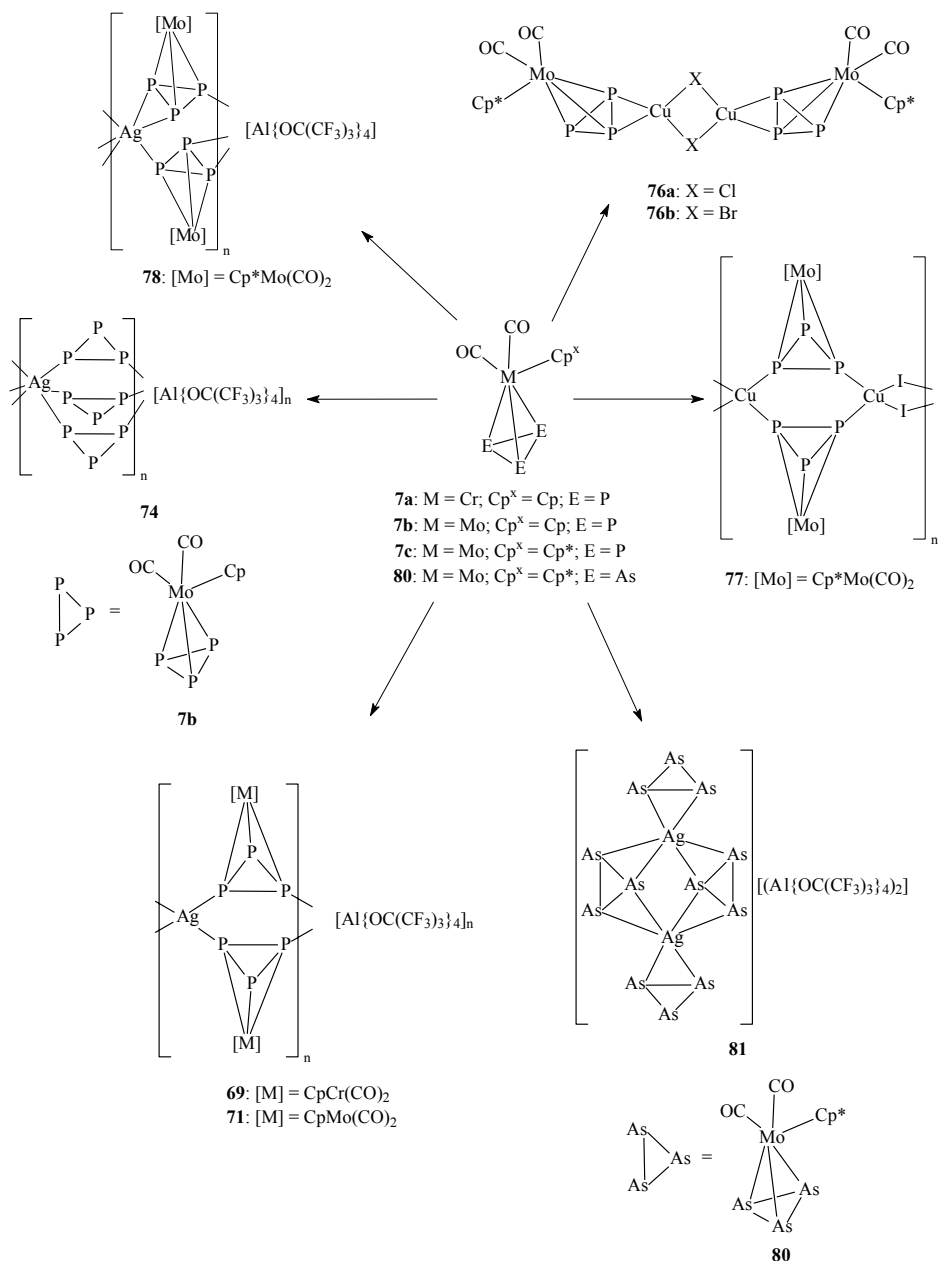 [Mo]
P P
P
Ag
P
P P
[Mo]
n
[Al{OC(CF3)3}4]
78: [Mo] = Cp*Mo(CO)2
OC CO
Mo
Cp*
P
P P
Cu
X
X
Cu
P
P P
OC CO
Mo
Cp*
76a: X = Cl
76b: X = Br
P
P P
Ag
P P
P
P P
P
n
[Al{OC(CF3)3}4]n
74
CO
OC
Cpx
M
E E
E
7a: M = Cr; Cpx = Cp; E = P
7b: M = Mo; Cpx = Cp; E = P
7c: M = Mo; Cpx = Cp*; E = P
80: M = Mo; Cpx = Cp*; E = As
[Mo]
P
P P
Cu Cu
I
I
P P
P
[Mo]
n
77: [Mo] = Cp*Mo(CO)2
P
P
P
=
CO
OC
Cp
Mo
P P
P
7b
[M]
P
P P
Ag
P P
P
[M]
n
[Al{OC(CF3)3}4]n
69: [M] = CpCr(CO)2
71: [M] = CpMo(CO)2
As
As As
Ag
As As
As As
As As
Ag
As As
As
[(Al{OC(CF3)3}4)2]
81
As
As
As
=
CO
OC
Cp*
Mo
As As
As
80